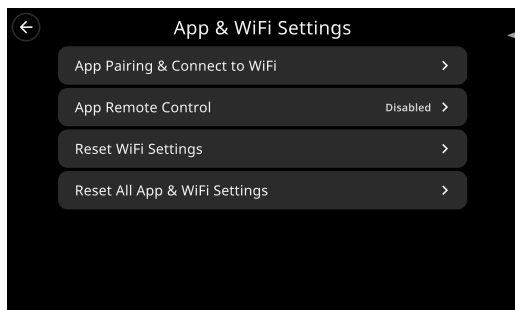 App & WiFi Settings
App Pairing & Connect to WiFi
App Remote Control Disabled
Reset WiFi Settings
Reset All App & WiFi Settings